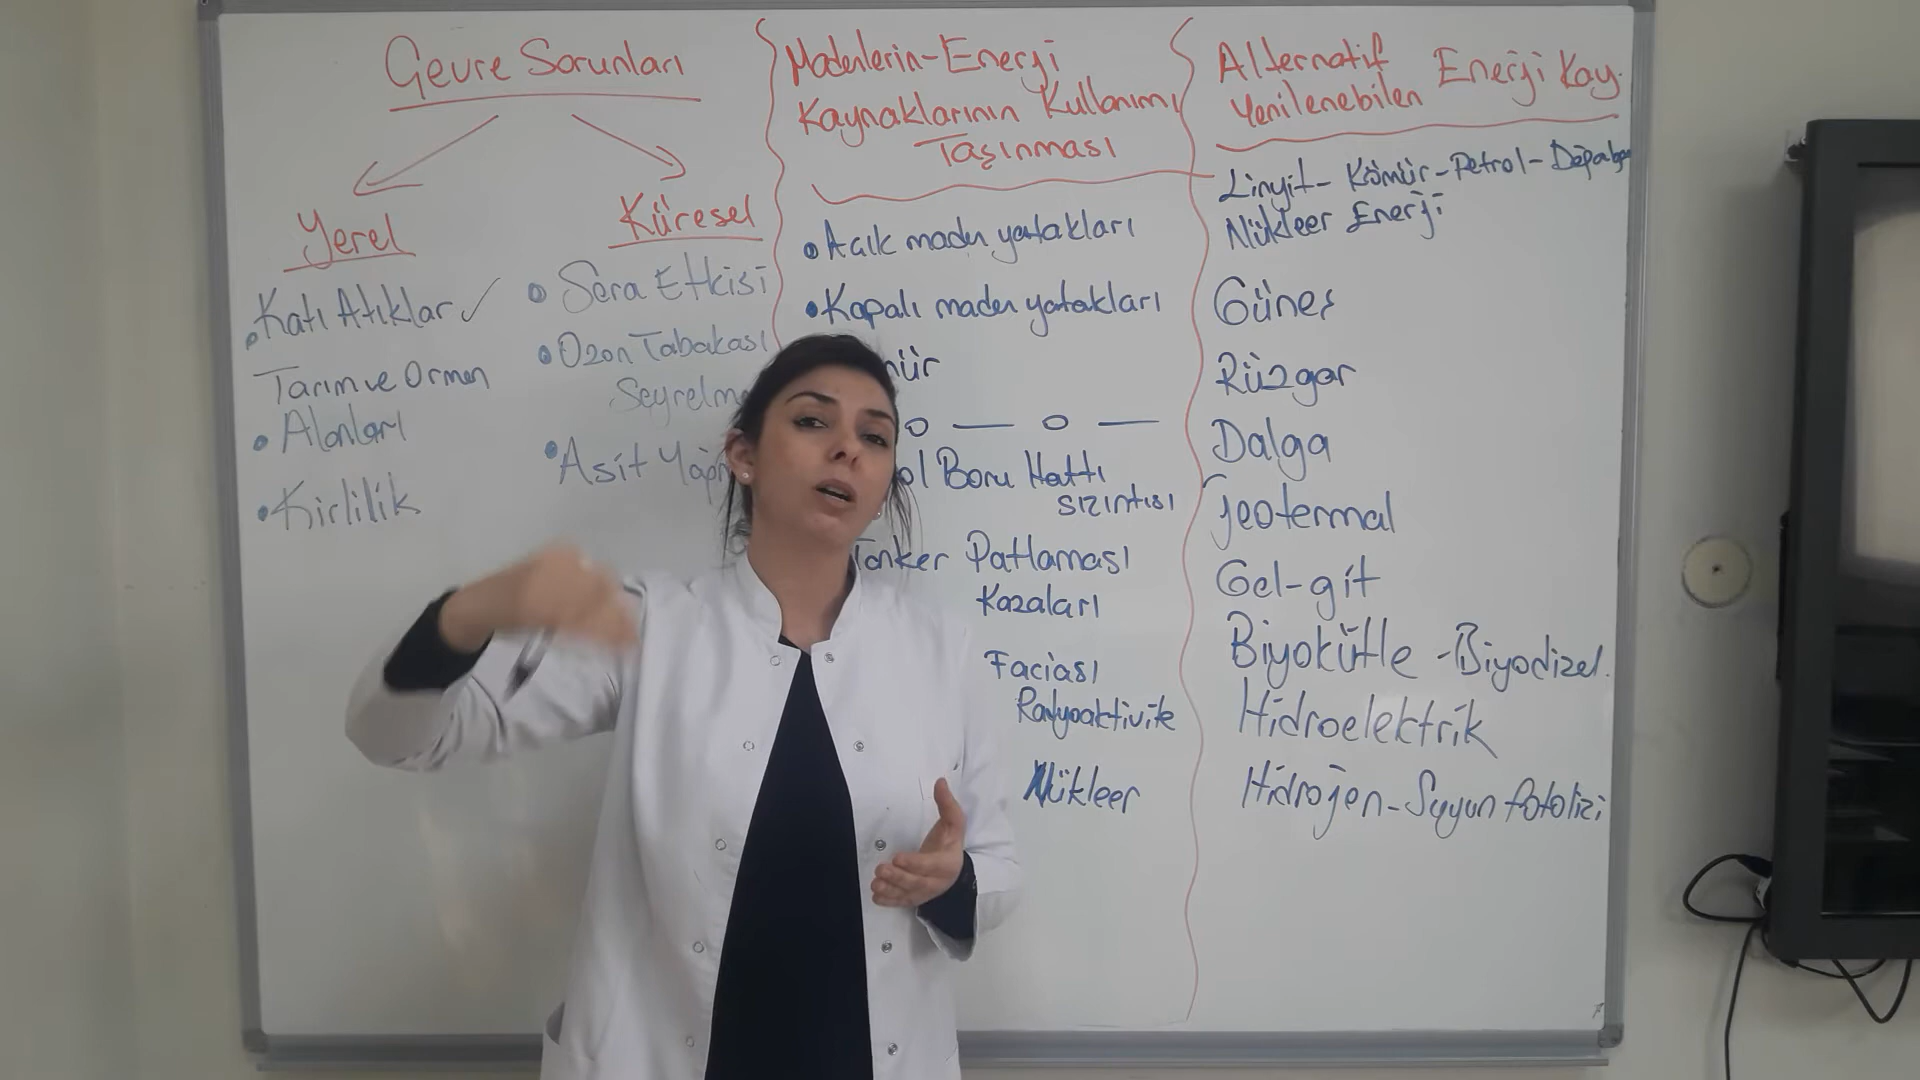 Çevre Sorunları
Yerel
Katı Atıklar ✓
Tarım ve Orman
Alanları
Kirlilik
Küresel
Sera Etkisi
Ozon Tabakası
Seyrelme
Asit
Madenlerin-Enerji
Kaynaklarının Kullanımı
Taşınması
Açık maden yatakları
Kapalı maden yatakları
Boru Hattı
sızıntısı
Tanker Patlaması
Kazaları
Faciası
Radyoaktivite
Nükleer
Alternatif Enerji Kay.
Yenilenebilen
Linyit- Kömür-Petrol-
Nükleer Enerji
Güneş
Rüzgar
Dalga
Jeotermal
Gel-git
Biyokütle -Biyodizel.
Hidroelektrik
Hidrojen-Suyun fotolizi